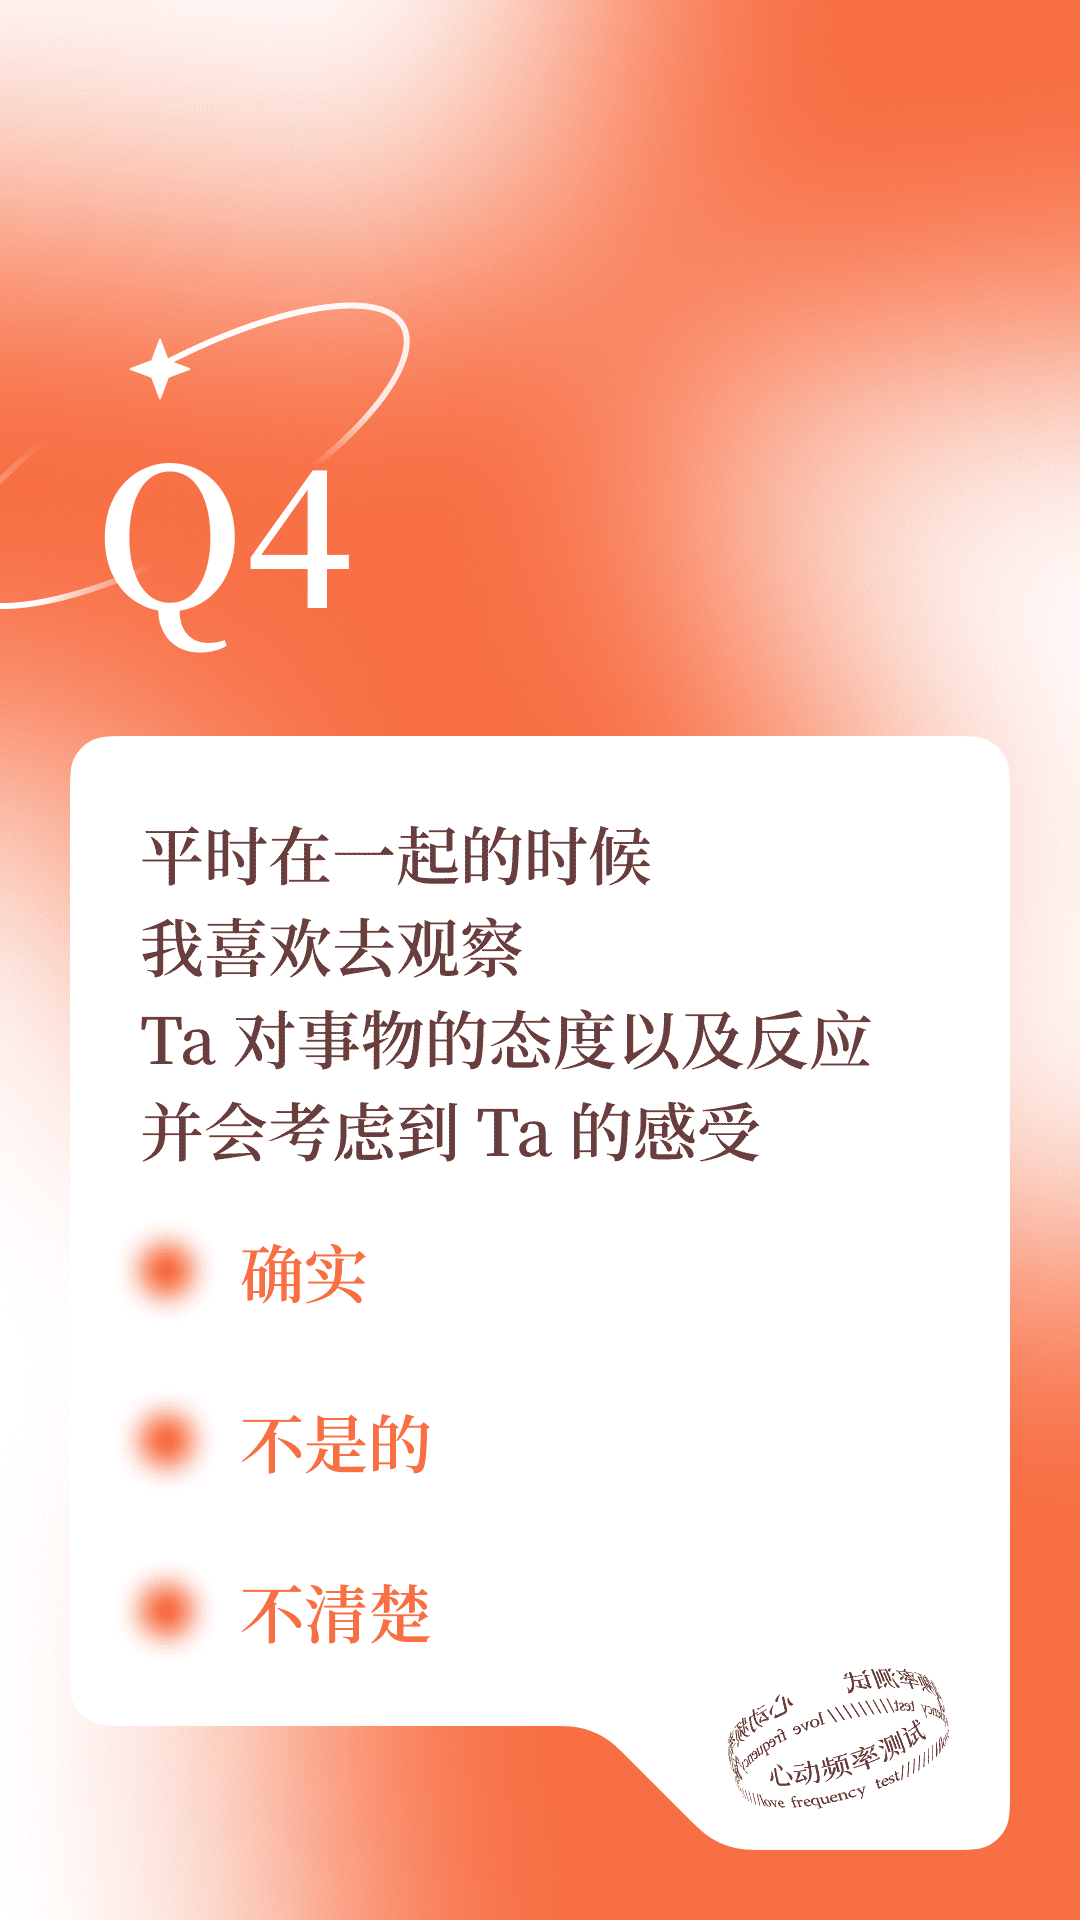 Q4
平时在一起的时候
我喜欢去观察
Ta 对事物的态度以及反应
并会考虑到 Ta 的感受
确实
不是的
不清楚
心动频率测试
love frequency test
心动频率测试
love frequency test